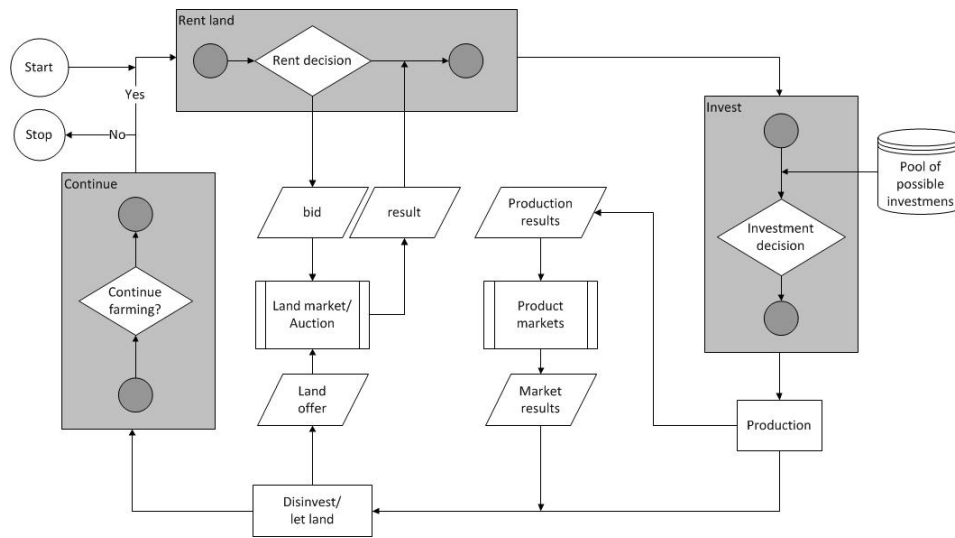 Rent land
Start
Rent decision
Yes
Invest
Stop
No
Continue
Pool of
possible
investmens
bid
result
Production
results
Investment
decision
Continue
farming?
Land market/
Auction
Product
markets
Land
offer
Market
results
Production
Disinvest/
let land